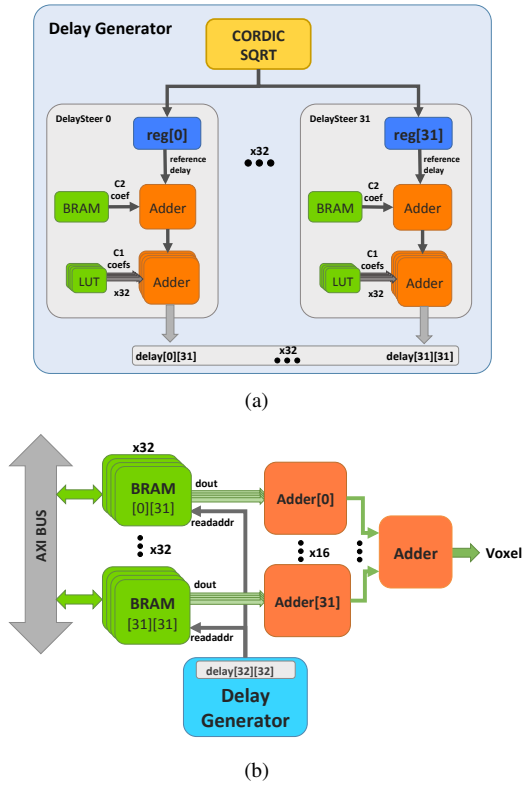 Delay Generator
CORDIC
SQRT
DelaySteer 0
reg[0]
reference
delay
C2
coef
BRAM
Adder
C1
coefs
LUT
x32
Adder
x32
DelaySteer 31
reg[31]
reference
delay
C2
coef
BRAM
Adder
C1
coefs
LUT
x32
Adder
delay[0][31]
x32
delay[31][31]
(a)
AXI BUS
x32
BRAM
[0][31]
dout
readaddr
Adder[0]
x32
x16
Adder
Voxel
BRAM
[31][31]
dout
readaddr
Adder[31]
delay[32][32]
Delay
Generator
(b)